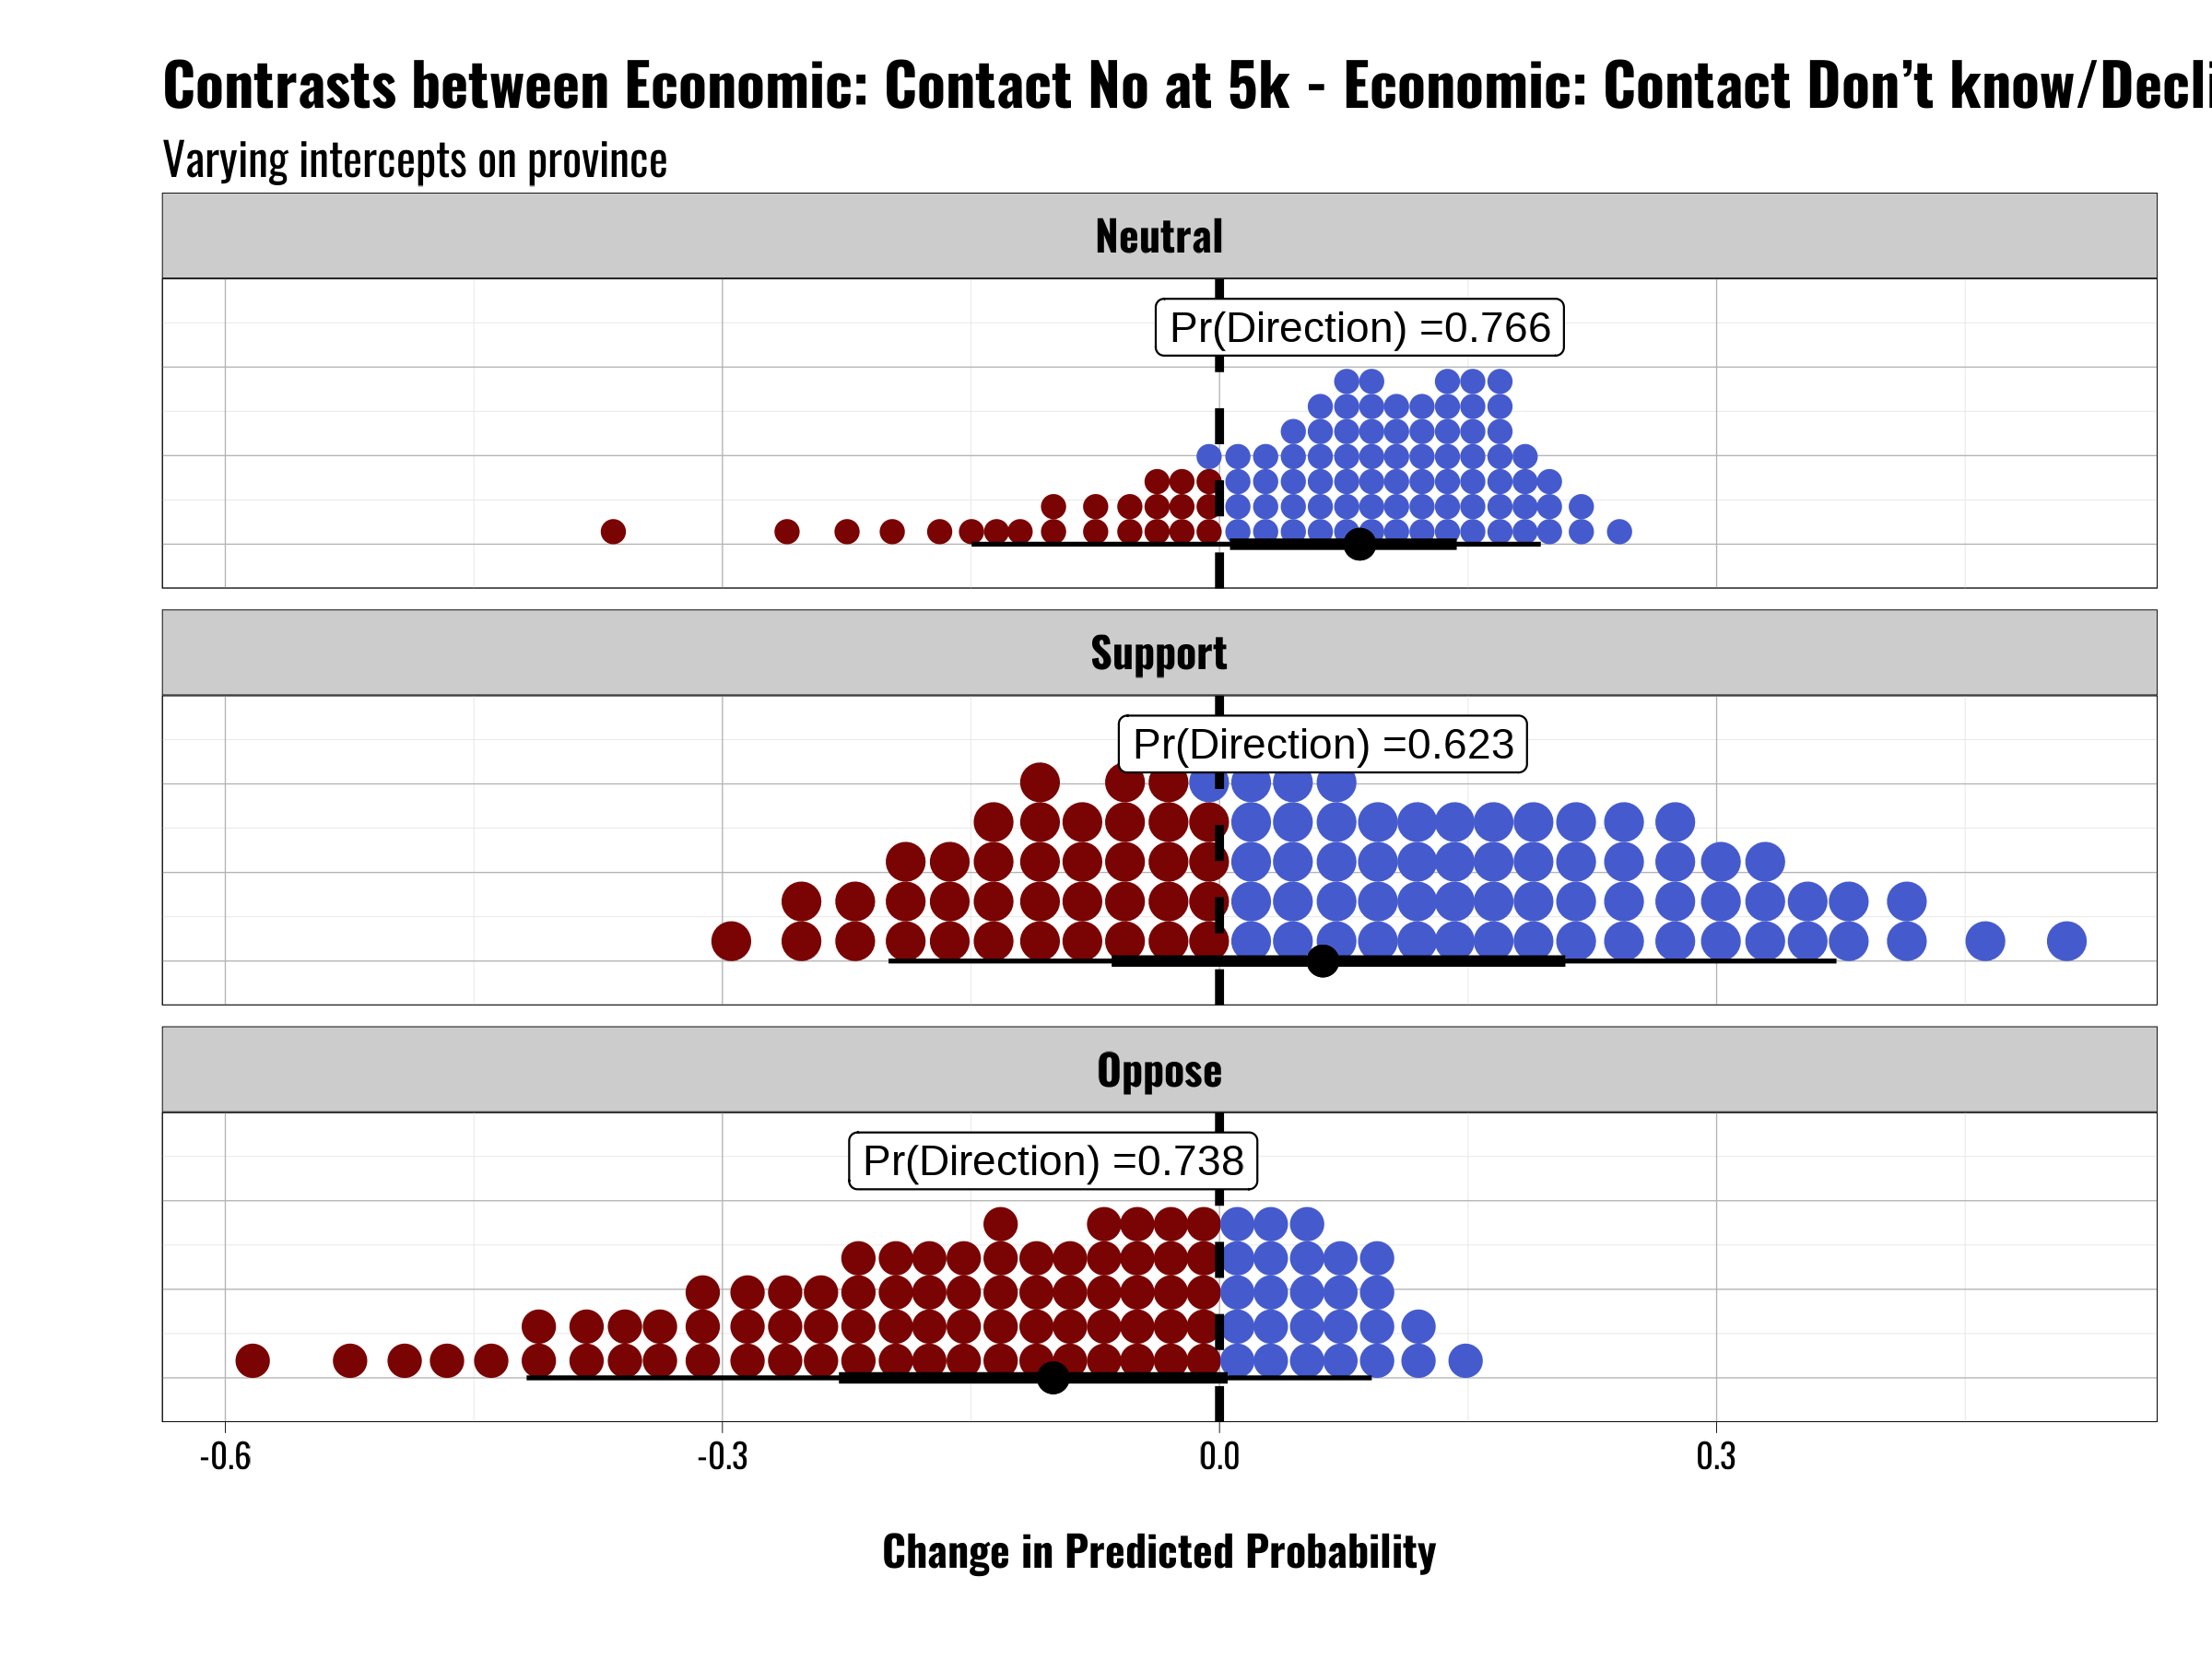 Contrasts between Economic: Contact No at 5k - Economic: Contact Don’t know/Decli
Varying intercepts on province
Neutral
Pr(Direction) =0.766
Support
Pr(Direction) =0.623
Oppose
Pr(Direction) =0.738
-0.6 -0.3 0.0 0.3
Change in Predicted Probability